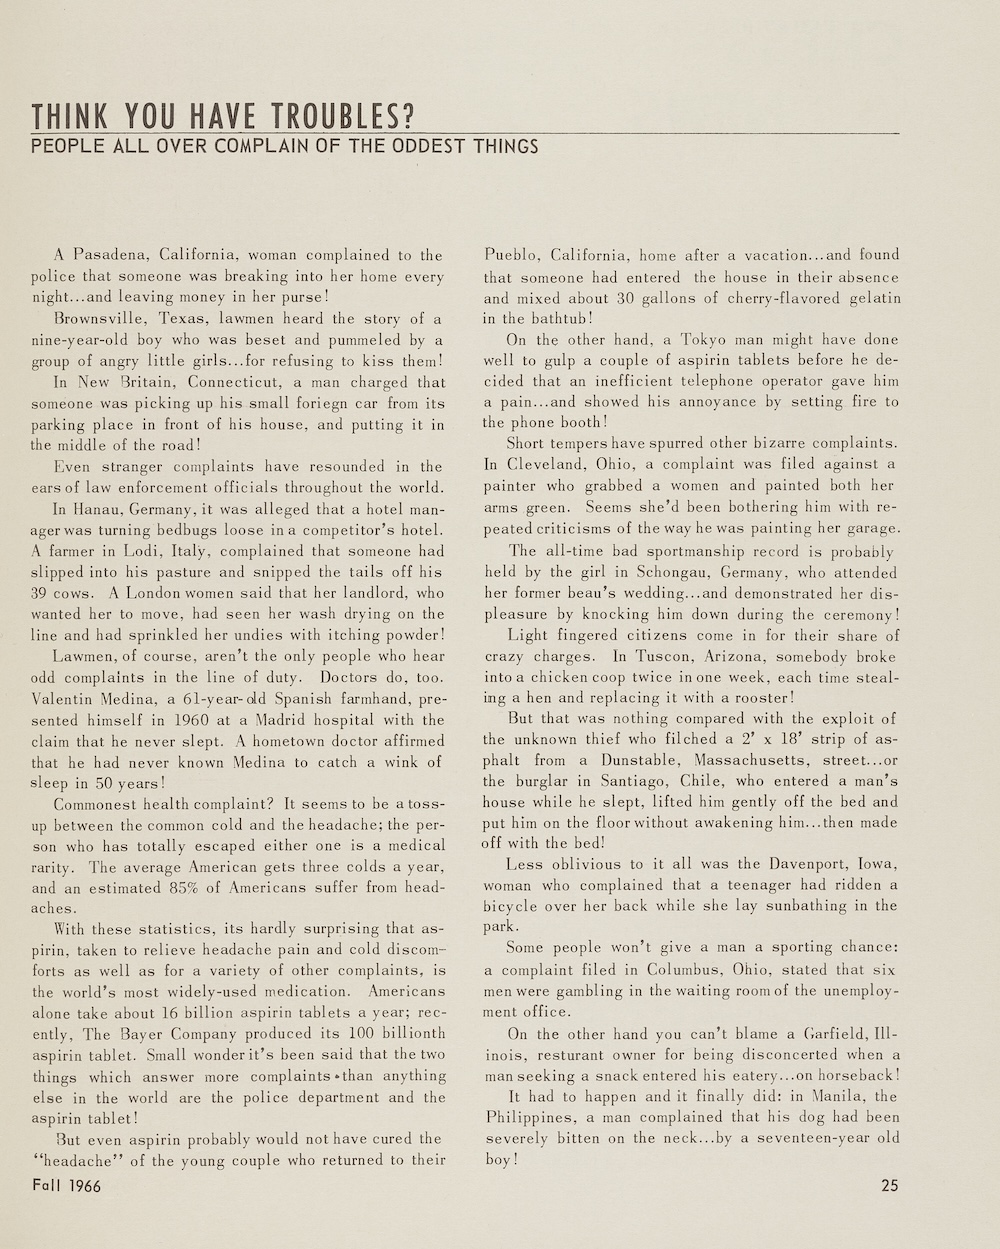 THINK YOU HAVE TROUBLES?
PEOPLE ALL OVER COMPLAIN OF THE ODDEST THINGS
A Pasadena, California, woman complained to the
police that someone was breaking into her home every
night...and leaving money in her purse!
Brownsville, Texas, lawmen heard the story of a
nine-year-old boy who was beset and pummeled by a
group of angry little girls...for refusing to kiss them!
In New Britain, Connecticut, a man charged that
someone was picking up his small foriegn car from its
parking place in front of his house, and putting it in
the middle of the road!
Even stranger complaints have resounded in the
ears of law enforcement officials throughout the world.
In Hanau, Germany, it was alleged that a hotel man-
ager was turning bedbugs loose in a competitor's hotel.
A farmer in Lodi, Italy, complained that someone had
slipped into his pasture and snipped the tails off his
39 cows. A London women said that her landlord, who
wanted her to move, had seen her wash drying on the
line and had sprinkled her undies with itching powder!
Lawmen, of course, aren't the only people who hear
odd complaints in the line of duty. Doctors do, too.
Valentin Medina, a 61-year-old Spanish farmhand, pre-
sented himself in 1960 at a Madrid hospital with the
claim that he never slept. A hometown doctor affirmed
that he had never known Medina to catch a wink of
sleep in 50 years!
Commonest health complaint? It seems to be a toss-
up between the common cold and the headache; the per-
son who has totally escaped either one is a medical
rarity. The average American gets three colds a year,
and an estimated 85% of Americans suffer from head-
aches.
With these statistics, its hardly surprising that as-
pirin, taken to relieve headache pain and cold discom-
forts as well as for a variety of other complaints, is
the world's most widely-used medication. Americans
alone take about 16 billion aspirin tablets a year; rec-
ently, The Bayer Company produced its 100 billionth
aspirin tablet. Small wonder it's been said that the two
things which answer more complaints than anything
else in the world are the police department and the
aspirin tablet!
But even aspirin probably would not have cured the
"headache" of the young couple who returned to their
Pueblo, California, home after a vacation...and found
that someone had entered the house in their absence
and mixed about 30 gallons of cherry-flavored gelatin
in the bathtub!
On the other hand, a Tokyo man might have done
well to gulp a couple of aspirin tablets before he de-
cided that an inefficient telephone operator gave him
a pain...and showed his annoyance by setting fire to
the phone booth!
Short tempers have spurred other bizarre complaints.
In Cleveland, Ohio, a complaint was filed against a
painter who grabbed a women and painted both her
arms green. Seems she'd been bothering him with re-
peated criticisms of the way he was painting her garage.
The all-time bad sportmanship record is probably
held by the girl in Schongau, Germany, who attended
her former beau's wedding...and demonstrated her dis-
pleasure by knocking him down during the ceremony!
Light fingered citizens come in for their share of
crazy charges. In Tuscon, Arizona, somebody broke
into a chicken coop twice in one week, each time steal-
ing a hen and replacing it with a rooster!
But that was nothing compared with the exploit of
the unknown thief who filched a 2' x 18' strip of as-
phalt from a Dunstable, Massachusetts, street...or
the burglar in Santiago, Chile, who entered a man's
house while he slept, lifted him gently off the bed and
put him on the floor without awakening him...then made
off with the bed!
Less oblivious to it all was the Davenport, Iowa,
woman who complained that a teenager had ridden a
bicycle over her back while she lay sunbathing in the
park.
Some people won't give a man a sporting chance:
a complaint filed in Columbus, Ohio, stated that six
men were gambling in the waiting room of the unemploy-
ment office.
On the other hand you can't blame a Garfield, Ill-
inois, resturant owner for being disconcerted when a
man seeking a snack entered his eatery...on horseback!
It had to happen and it finally did: in Manila, the
Philippines, a man complained that his dog had been
severely bitten on the neck...by a seventeen-year old
boy!
Fall 1966
25